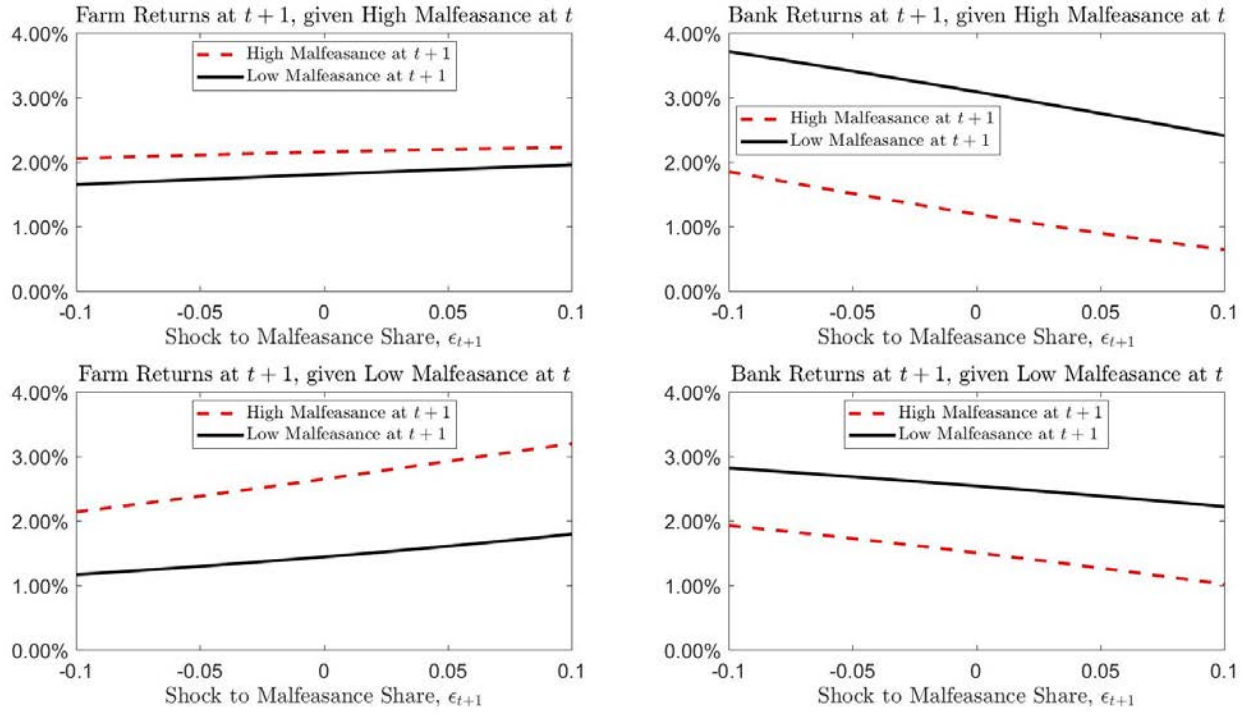 Farm Returns at t + 1, given High Malfeasance at t
4.00%
3.00%
2.00%
1.00%
0.00%
High Malfeasance at t + 1
Low Malfeasance at t + 1
-0.1
-0.05
0
0.05
0.1
Shock to Malfeasance Share, ϵt+1
Bank Returns at t + 1, given High Malfeasance at t
4.00%
3.00%
2.00%
1.00%
0.00%
High Malfeasance at t + 1
Low Malfeasance at t + 1
-0.1
-0.05
0
0.05
0.1
Shock to Malfeasance Share, ϵt+1
Farm Returns at t + 1, given Low Malfeasance at t
4.00%
3.00%
2.00%
1.00%
0.00%
High Malfeasance at t + 1
Low Malfeasance at t + 1
-0.1
-0.05
0
0.05
0.1
Shock to Malfeasance Share, ϵt+1
Bank Returns at t + 1, given Low Malfeasance at t
4.00%
3.00%
2.00%
1.00%
0.00%
High Malfeasance at t + 1
Low Malfeasance at t + 1
-0.1
-0.05
0
0.05
0.1
Shock to Malfeasance Share, ϵt+1